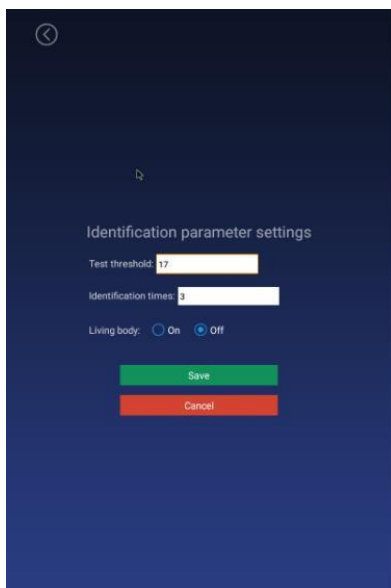 Identification parameter settings
Test threshold: 17
Identification times: 3
Living body: On Off
Save
Cancel